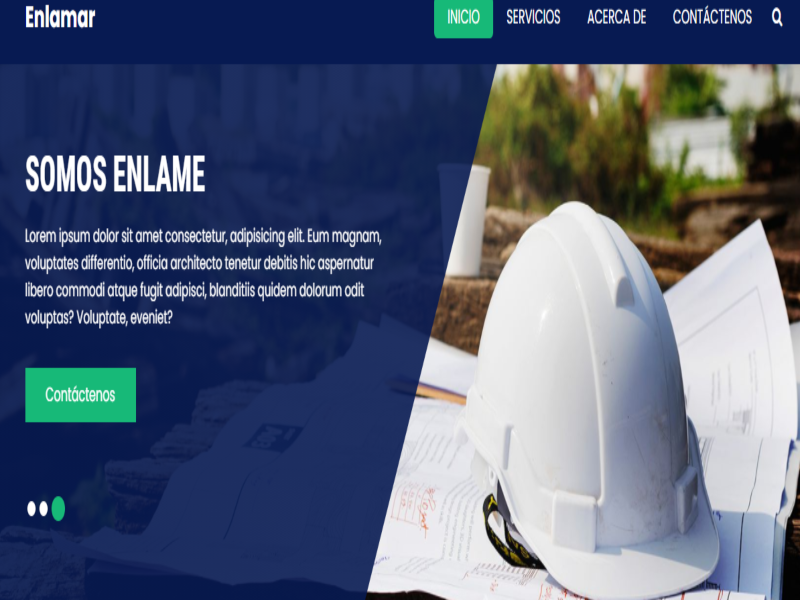 Enlamar
INICIO SERVICIOS ACERCA DE CONTÁCTENOS
SOMOS ENLAME
Lorem ipsum dolor sit amet consectetur, adipisicing elit. Eum magnam,
voluptates differentio, officia architecto tenetur debitis hic aspernatur
libero commodi atque fugit adipisci, blanditiis quidem dolorum odit
voluptas? Voluptate, eveniet?
Contáctenos